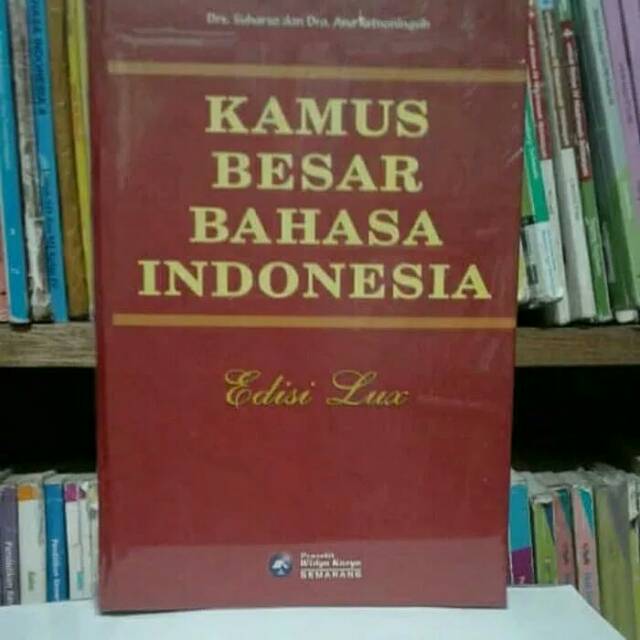 Drs. Suharso dan Dra. Ana Retnoningsih
KAMUS
BESAR
BAHASA
INDONESIA
Edisi Lux
Penerbit
Widya Karya
SEMARANG